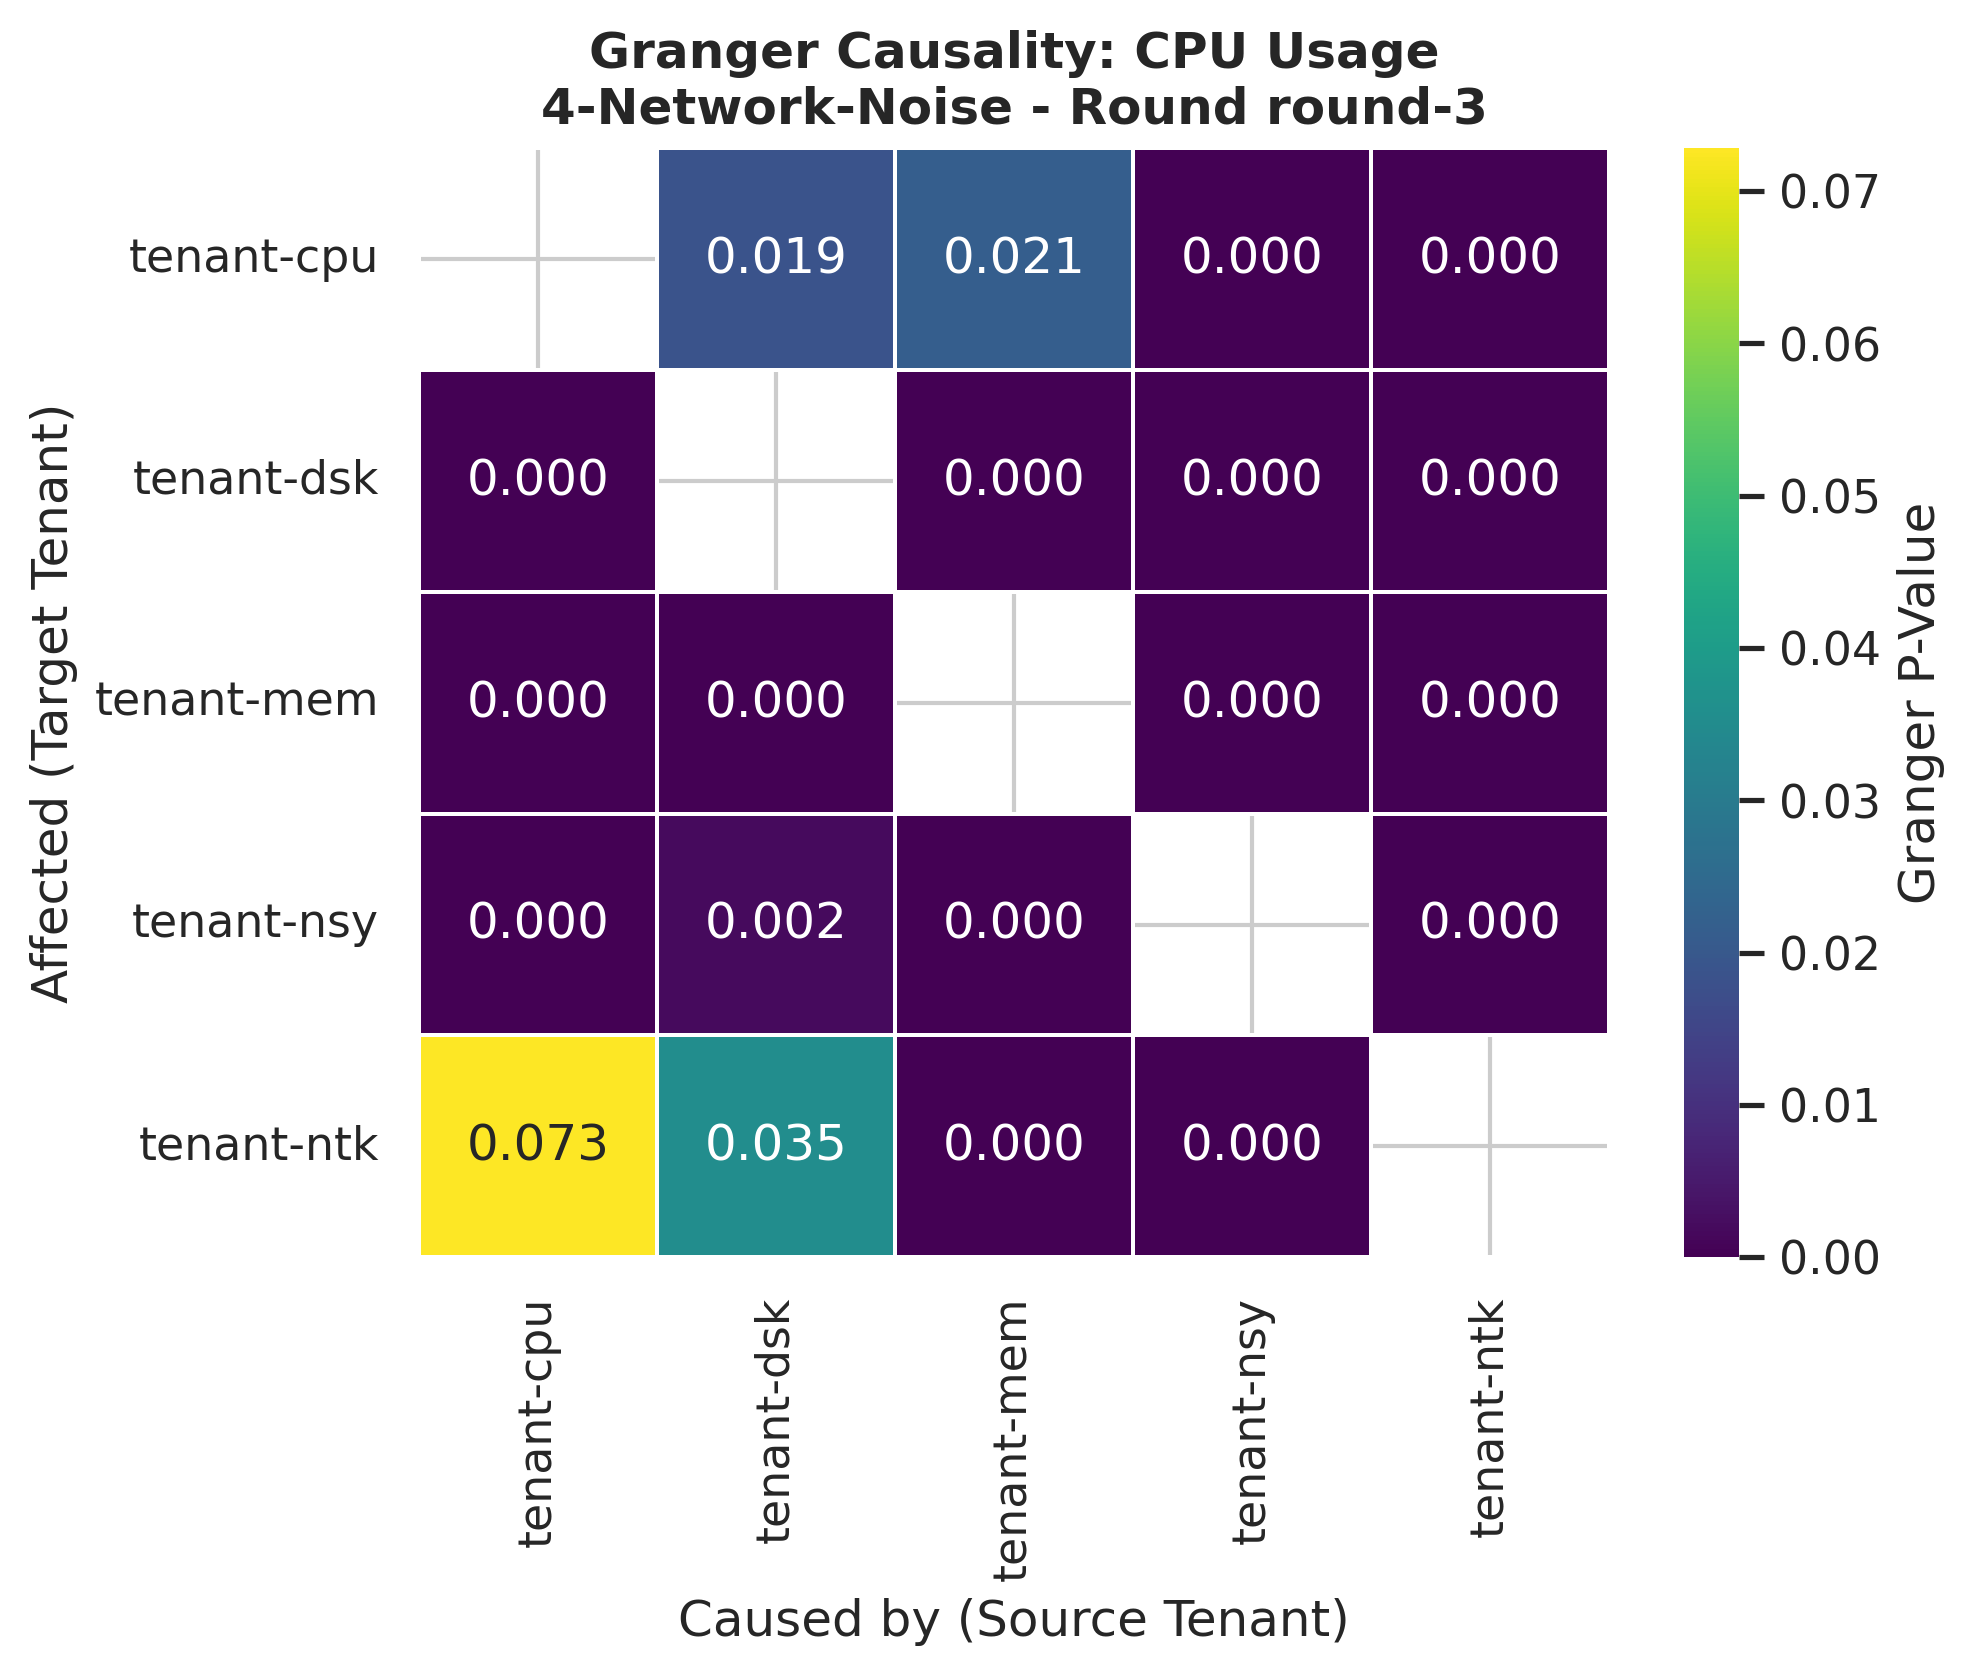 Granger Causality: CPU Usage
4-Network-Noise - Round round-3
Affected (Target Tenant)
tenant-cpu
0.019 0.021 0.000 0.000
tenant-dsk
0.000 0.000 0.000 0.000
tenant-mem
0.000 0.000 0.000 0.000
tenant-nsy
0.000 0.002 0.000 0.000
tenant-ntk
0.073 0.035 0.000 0.000
tenant-cpu
tenant-dsk
tenant-mem
tenant-nsy
tenant-ntk
Caused by (Source Tenant)
0.07
0.06
0.05
0.04
0.03
0.02
0.01
0.00
Granger P-Value